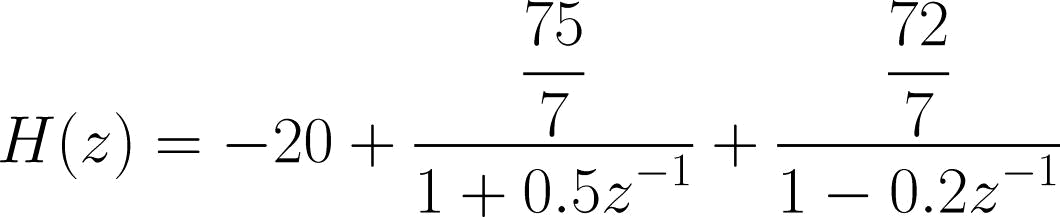 H(z) = -20 + \frac{\frac{75}{7}}{1 + 0.5z^{-1}} + \frac{\frac{72}{7}}{1 - 0.2z^{-1}}